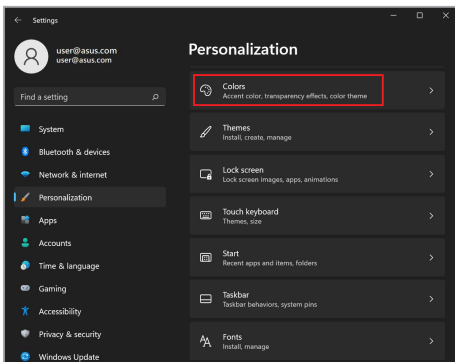 Settings
user@asus.com
user@asus.com
Find a setting
System
Bluetooth & devices
Network & internet
Personalization
Apps
Accounts
Time & language
Gaming
Accessibility
Privacy & security
Windows Update
Personalization
Colors
Accent color, transparency effects, color theme
Themes
Install, create, manage
Lock screen
Lock screen images, apps, animations
Touch keyboard
Themes, size
Start
Recent apps and items, folders
Taskbar
Taskbar behaviors, system pins
Fonts
Install, manage